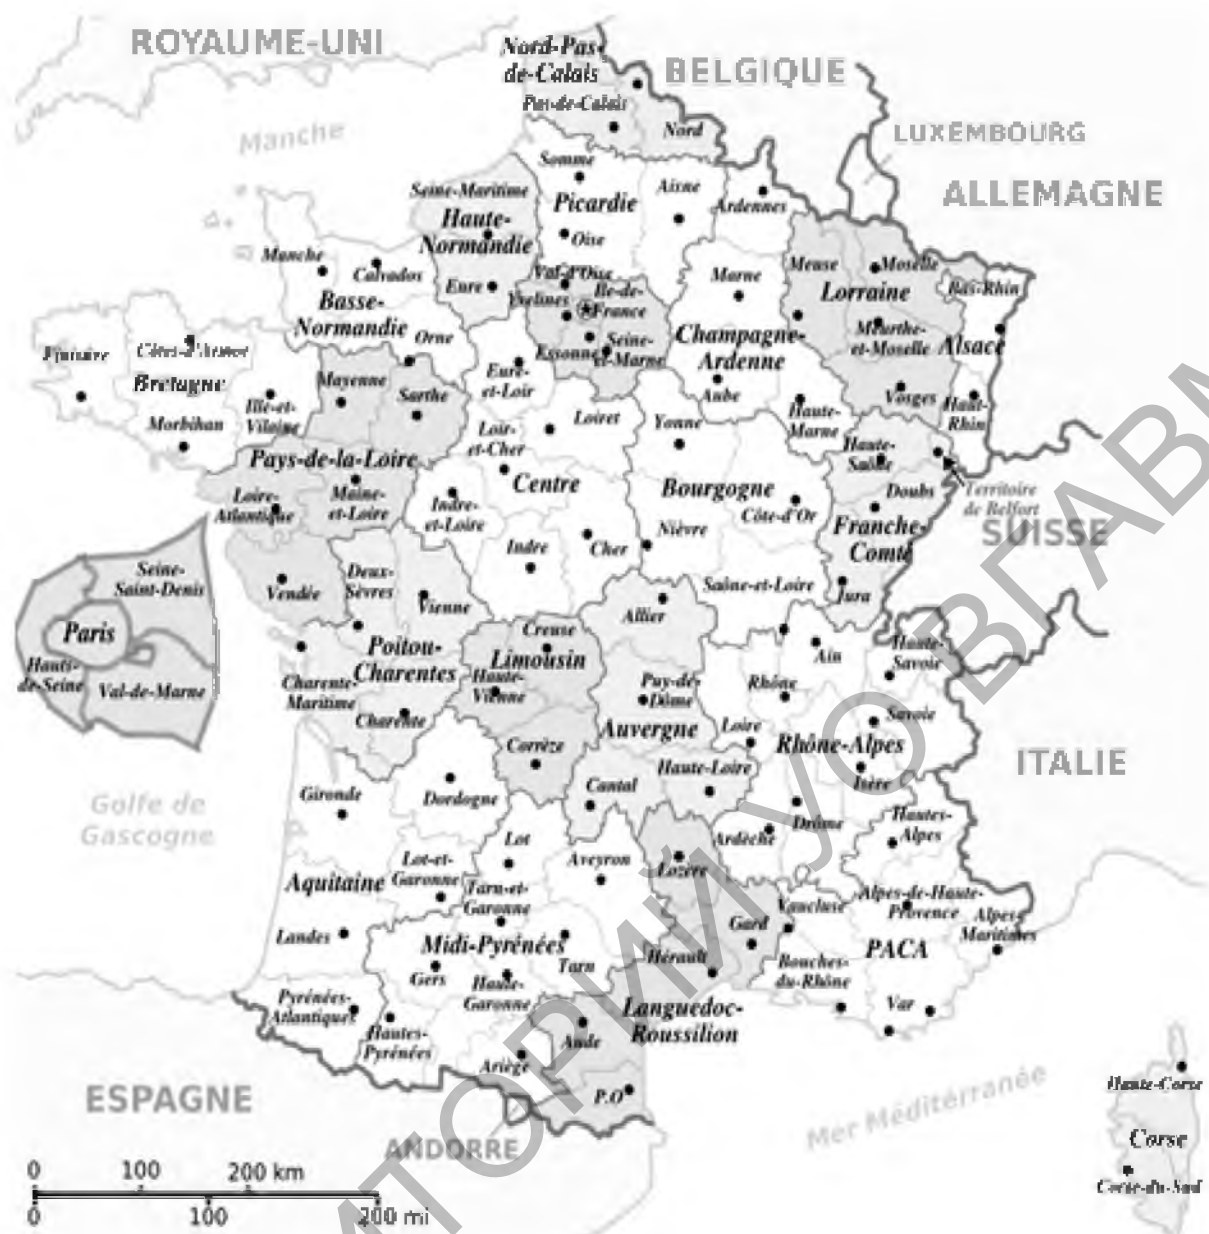 ROYAUME-UNI
Nord-Pas-
de-Calais
BELGIQUE
Pas-de-Calais
Nord
LUXEMBOURG
Manche
ALLEMAGNE
Somme
Aisne
Picardie
Ardennes
Seine-Maritime
Haute-
Normandie
Oise
Manche
Calvados
Eure
Val-d'Oise
Yvelines
Ile-de-
France
Marne
Meuse
Moselle
Bas-Rhin
Lorraine
Basse-
Normandie
Orne
Essonne
Seine-
et-Marne
Champagne-
Ardenne
Meurthe-
et-Moselle
Alsace
Finistère
Côtes-d'Armor
Bretagne
Mayenne
Sarthe
Eure-
et-Loir
Aube
Vosges
Haut-
Rhin
Ille-et-
Vilaine
Morbihan
Loir-
et-Cher
Loiret
Yonne
Haute-
Marne
Haute-
Saône
Pays-de-la-Loire
Centre
Bourgogne
Doubs
Territoire
de Belfort
Loire-
Atlantique
Maine-
et-Loire
Indre-
et-Loire
Côte-d'Or
Franche-
Comté
SUISSE
Indre
Cher
Nièvre
Seine-
Saint-Denis
Vendée
Deux-
Sèvres
Vienne
Saône-et-Loire
Jura
Allier
Paris
Creuse
Limousin
Poitou-
Charentes
Ain
Haute-
Savoie
Hauts-
de-Seine
Val-de-Marne
Charente-
Maritime
Haute-
Vienne
Puy-de-
Dôme
Rhône
Charente
Auvergne
Loire
Savoie
Rhône-Alpes
Corrèze
ITALIE
Haute-Loire
Isère
Golfe de
Gascogne
Gironde
Dordogne
Cantal
Drôme
Hautes-
Alpes
Lot
Ardèche
Aquitaine
Lot-et-
Garonne
Aveyron
Lozère
Tarn-et-
Garonne
Vaucluse
Alpes-de-Haute-
Provence
Alpes-
Maritimes
Landes
Midi-Pyrénées
Gard
PACA
Hérault
Gers
Haute-
Garonne
Tarn
Bouches-
du-Rhône
Pyrénées-
Atlantiques
Languedoc-
Roussilion
Var
Hautes-
Pyrénées
Ariège
Aude
P.O
ESPAGNE
ANDORRE
Mer Méditérranée
Haute-Corse
Corse
Corse-du-Sud
0 100 200 km
0 100 200 mi
ИТОРИЙ УО ВГАВМ